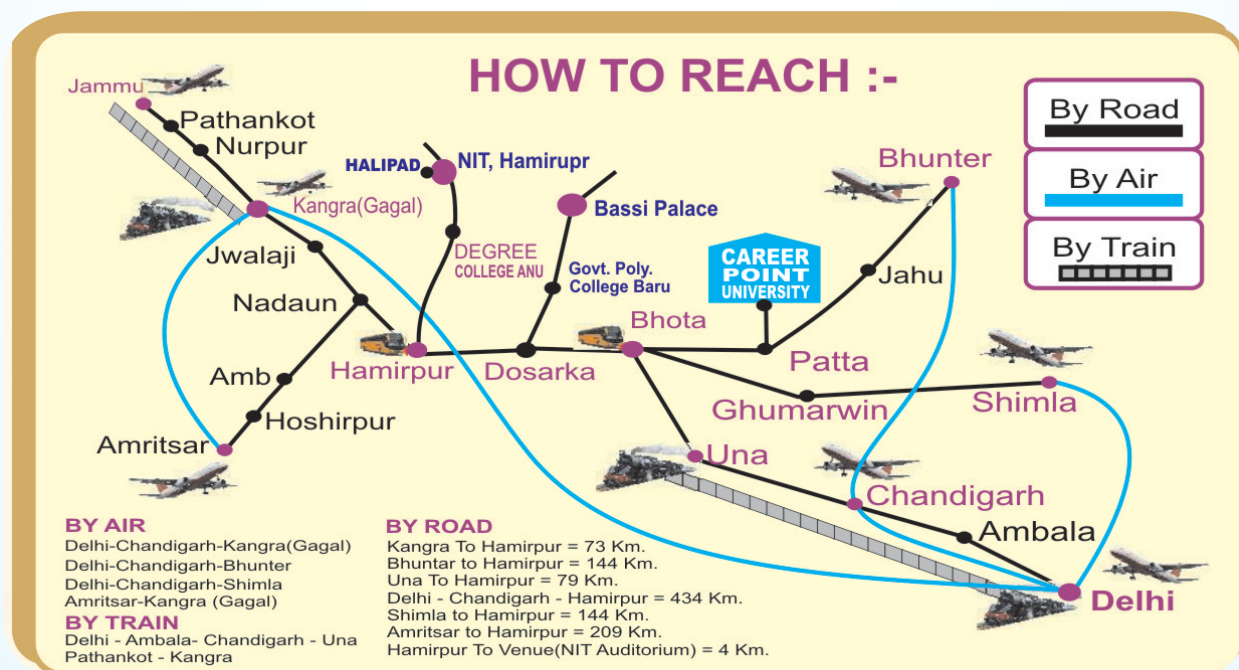 HOW TO REACH :-
By Road
By Air
By Train
Jammu
Pathankot
Nurpur
Kangra(Gagal)
Jwalaji
Nadaun
Amb
Hoshirpur
Amritsar
HALIPAD
NIT, Hamirupr
DEGREE
COLLEGE ANU
Hamirpur
Bassi Palace
Govt. Poly.
College Baru
Dosarka
CAREER
POINT
UNIVERSITY
Bhota
Patta
Jahu
Bhunter
Ghumarwin
Shimla
Una
Chandigarh
Ambala
Delhi
BY AIR
Delhi-Chandigarh-Kangra(Gagal)
Delhi-Chandigarh-Bhunter
Delhi-Chandigarh-Shimla
Amritsar-Kangra (Gagal)
BY TRAIN
Delhi - Ambala- Chandigarh - Una
Pathankot - Kangra
BY ROAD
Kangra To Hamirpur = 73 Km.
Bhuntar to Hamirpur = 144 Km.
Una To Hamirpur = 79 Km.
Delhi - Chandigarh - Hamirpur = 434 Km.
Shimla to Hamirpur = 144 Km.
Amritsar to Hamirpur = 209 Km.
Hamirpur To Venue(NIT Auditorium) = 4 Km.